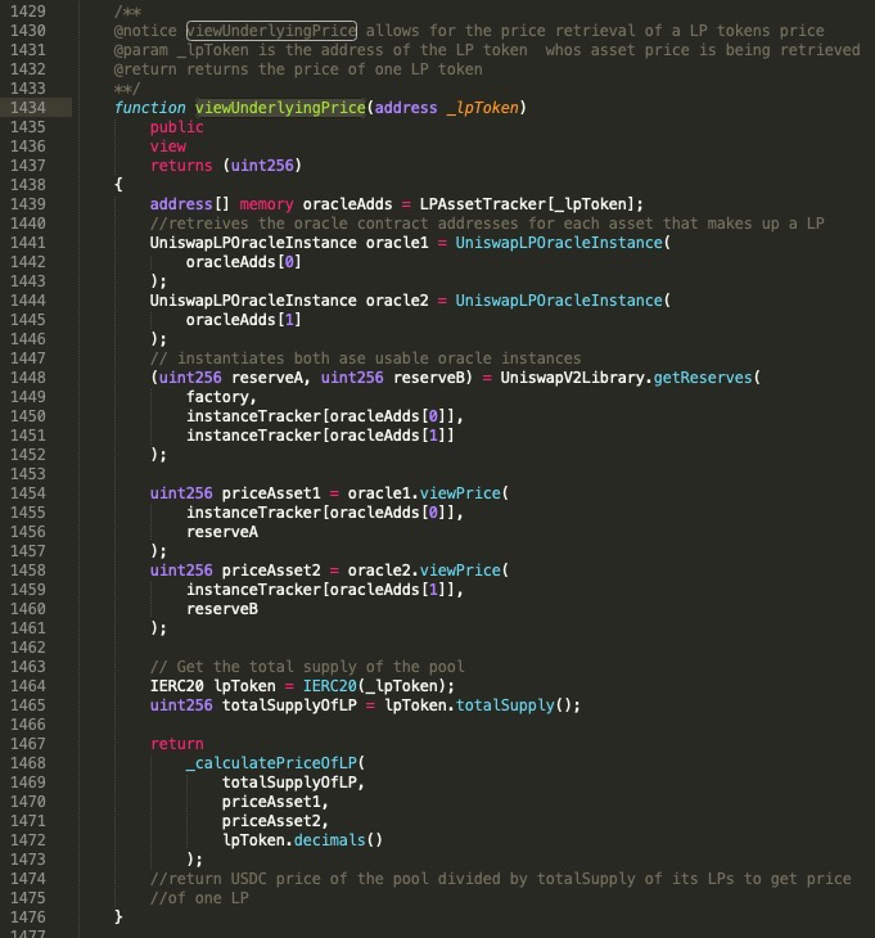 1429 /**
1430 @notice viewUnderlyingPrice allows for the price retrieval of a LP tokens price
1431 @param _lpToken is the address of the LP token  whos asset price is being retrieved
1432 @return returns the price of one LP token
1433 **/
1434 function viewUnderlyingPrice(address _lpToken)
1435 public
1436 view
1437 returns (uint256)
1438 {
1439 address[] memory oracleAdds = LPAssetTracker[_lpToken];
1440 //retreives the oracle contract addresses for each asset that makes up a LP
1441 UniswapLPOracleInstance oracle1 = UniswapLPOracleInstance(
1442 oracleAdds[0]
1443 );
1444 UniswapLPOracleInstance oracle2 = UniswapLPOracleInstance(
1445 oracleAdds[1]
1446 );
1447 // instantiates both ase usable oracle instances
1448 (uint256 reserveA, uint256 reserveB) = UniswapV2Library.getReserves(
1449 factory,
1450 instanceTracker[oracleAdds[0]],
1451 instanceTracker[oracleAdds[1]]
1452 );
1453
1454 uint256 priceAsset1 = oracle1.viewPrice(
1455 instanceTracker[oracleAdds[0]],
1456 reserveA
1457 );
1458 uint256 priceAsset2 = oracle2.viewPrice(
1459 instanceTracker[oracleAdds[1]],
1460 reserveB
1461 );
1462
1463 // Get the total supply of the pool
1464 IERC20 lpToken = IERC20(_lpToken);
1465 uint256 totalSupplyOfLP = lpToken.totalSupply();
1466
1467 return
1468 _calculatePriceOfLP(
1469 totalSupplyOfLP,
1470 priceAsset1,
1471 priceAsset2,
1472 lpToken.decimals()
1473 );
1474 //return USDC price of the pool divided by totalSupply of its LPs to get price
1475 //of one LP
1476 }
1477